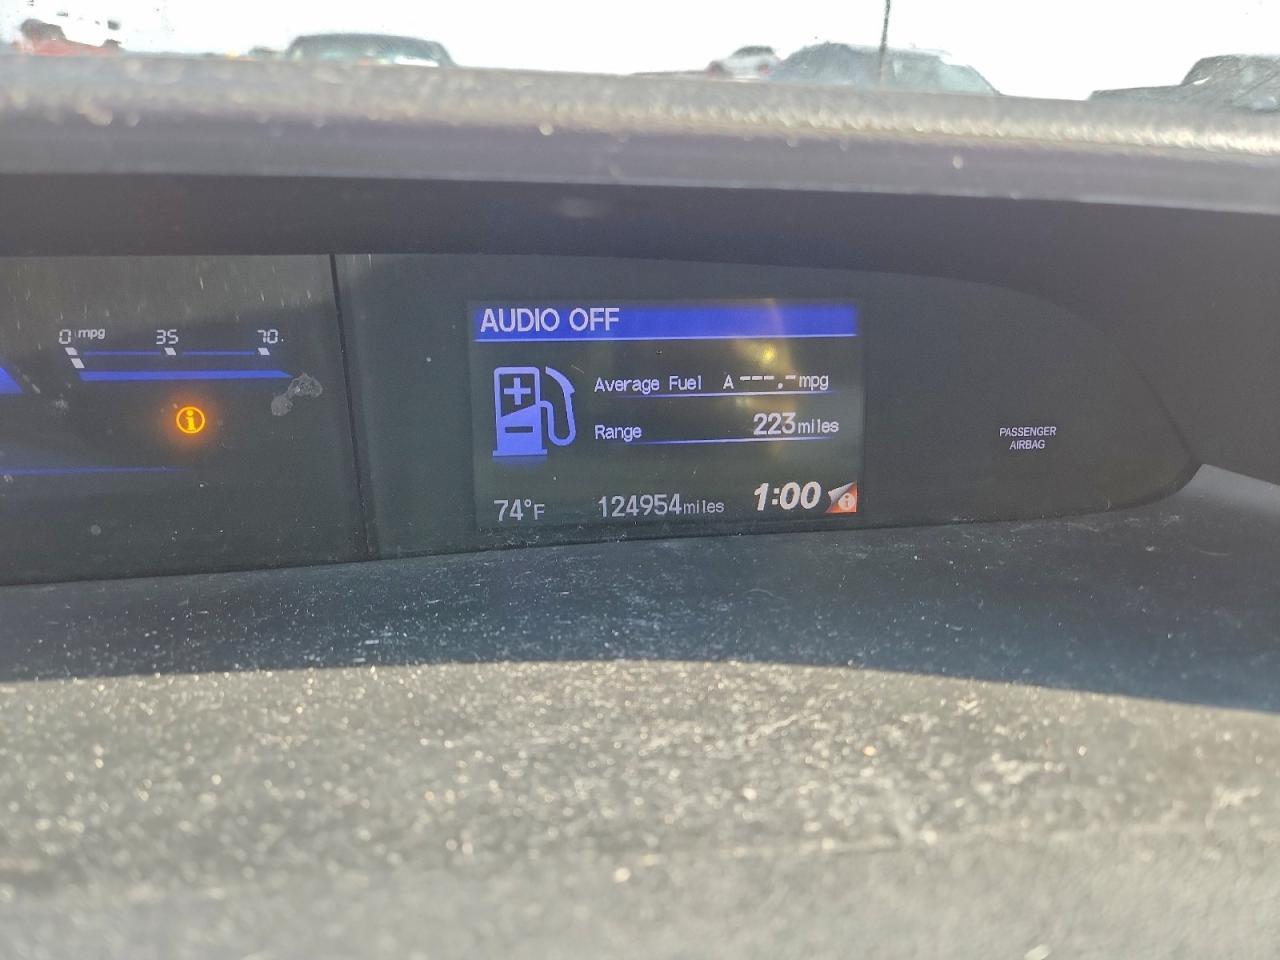 0 mpg 35 70.
AUDIO OFF
Average Fuel A ---.- mpg
Range 223 miles
74°F 124954 miles 1:00 i
i
PASSENGER
AIRBAG